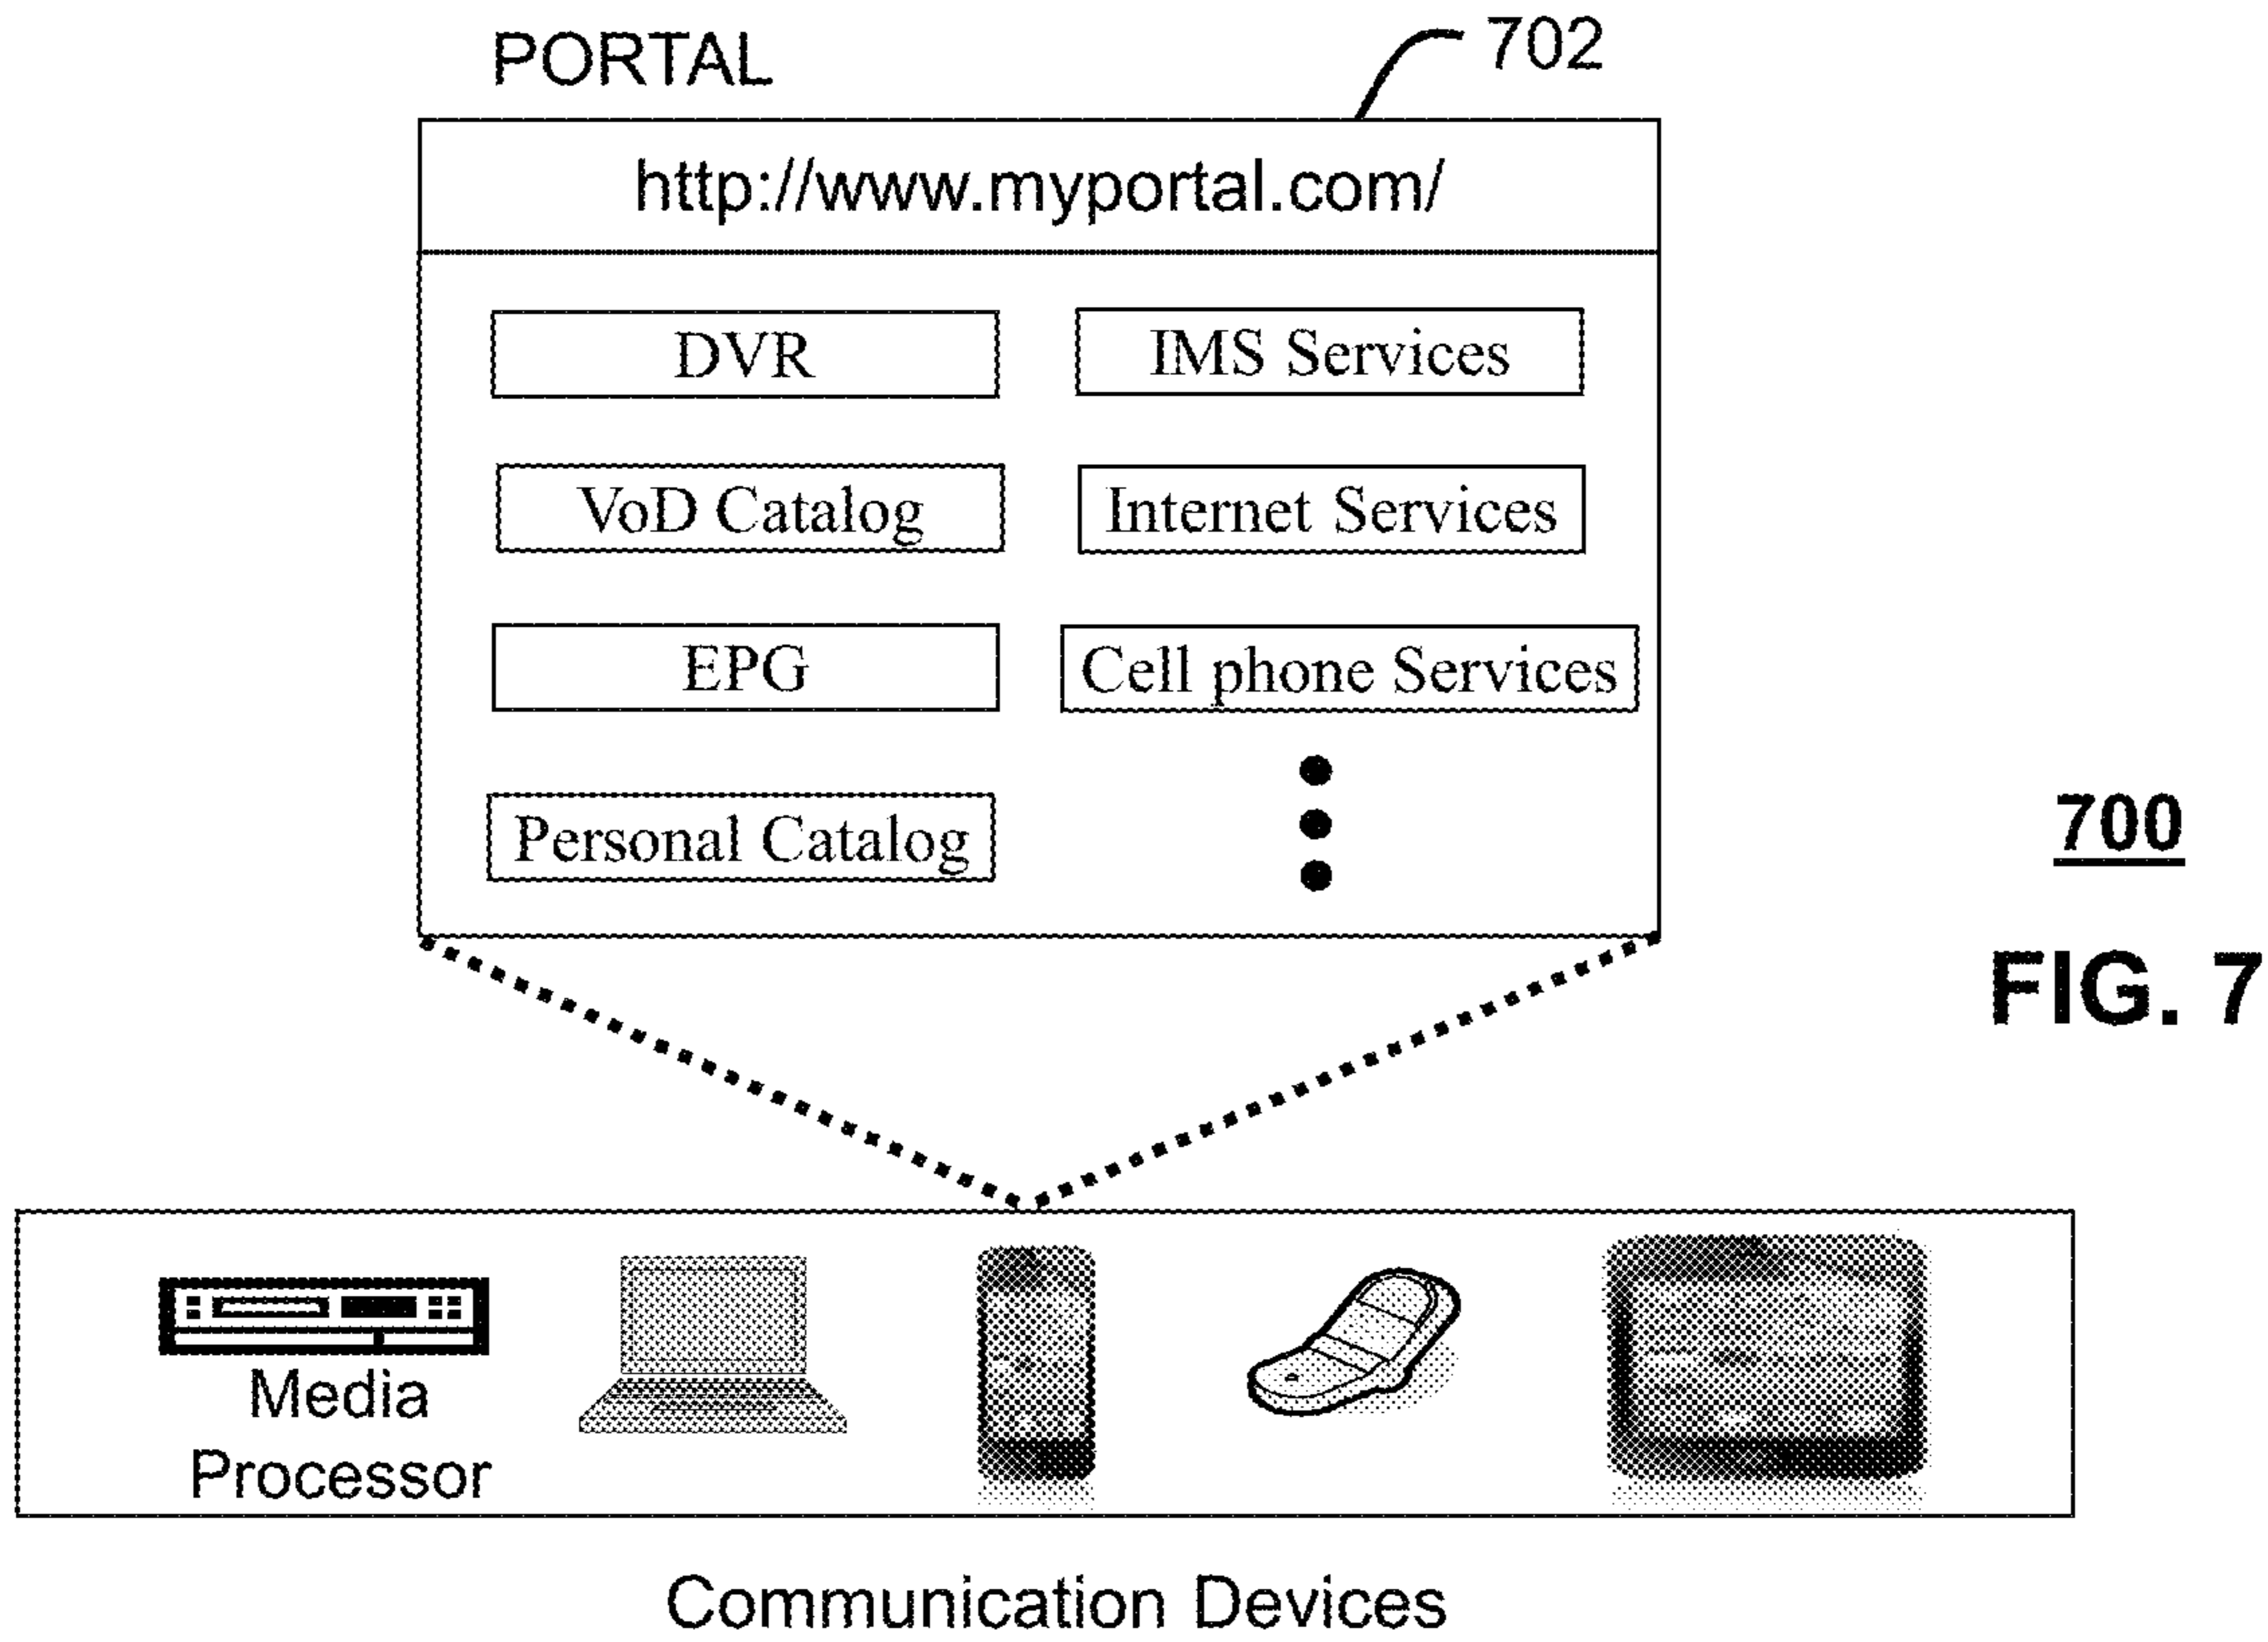 PORTAL
702
http://www.myportal.com/
DVR
IMS Services
VoD Catalog
Internet Services
EPG
Cell phone Services
Personal Catalog
700
FIG. 7
Media
Processor
Communication Devices